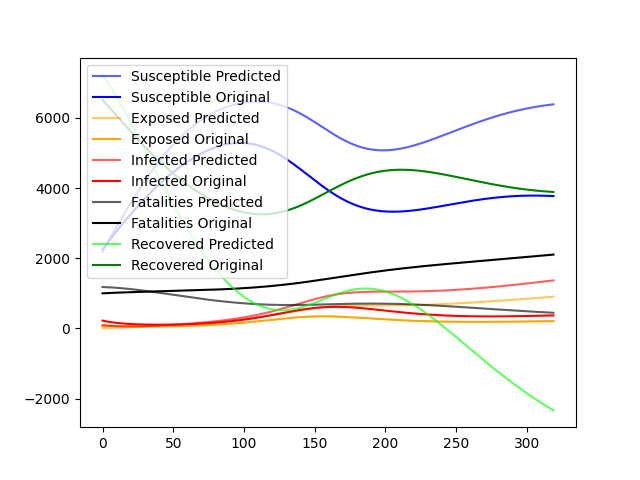 6000
4000
2000
0
−2000
Susceptible Predicted
Susceptible Original
Exposed Predicted
Exposed Original
Infected Predicted
Infected Original
Fatalities Predicted
Fatalities Original
Recovered Predicted
Recovered Original
0 50 100 150 200 250 300